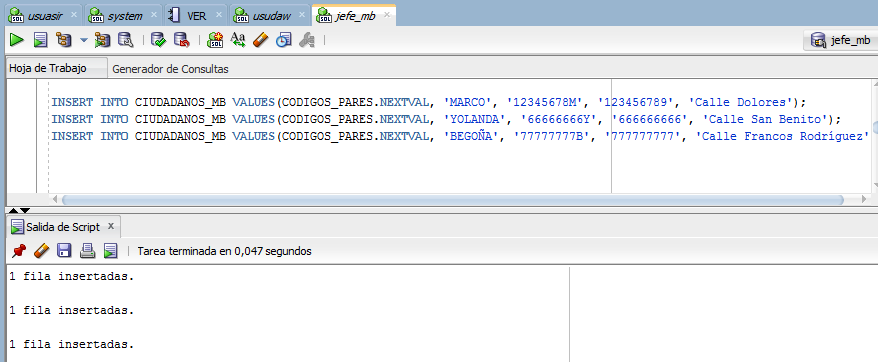 usuasir system VER usudaw jefe_mb
jefe_mb
Hoja de Trabajo Generador de Consultas
INSERT INTO CIUDADANOS_MB VALUES(CODIGOS_PARES.NEXTVAL, 'MARCO', '12345678M', '123456789', 'Calle Dolores');
INSERT INTO CIUDADANOS_MB VALUES(CODIGOS_PARES.NEXTVAL, 'YOLANDA', '66666666Y', '666666666', 'Calle San Benito');
INSERT INTO CIUDADANOS_MB VALUES(CODIGOS_PARES.NEXTVAL, 'BEGOÑA', '77777777B', '777777777', 'Calle Francos Rodríguez'
Salida de Script x
Tarea terminada en 0,047 segundos
1 fila insertadas.
1 fila insertadas.
1 fila insertadas.